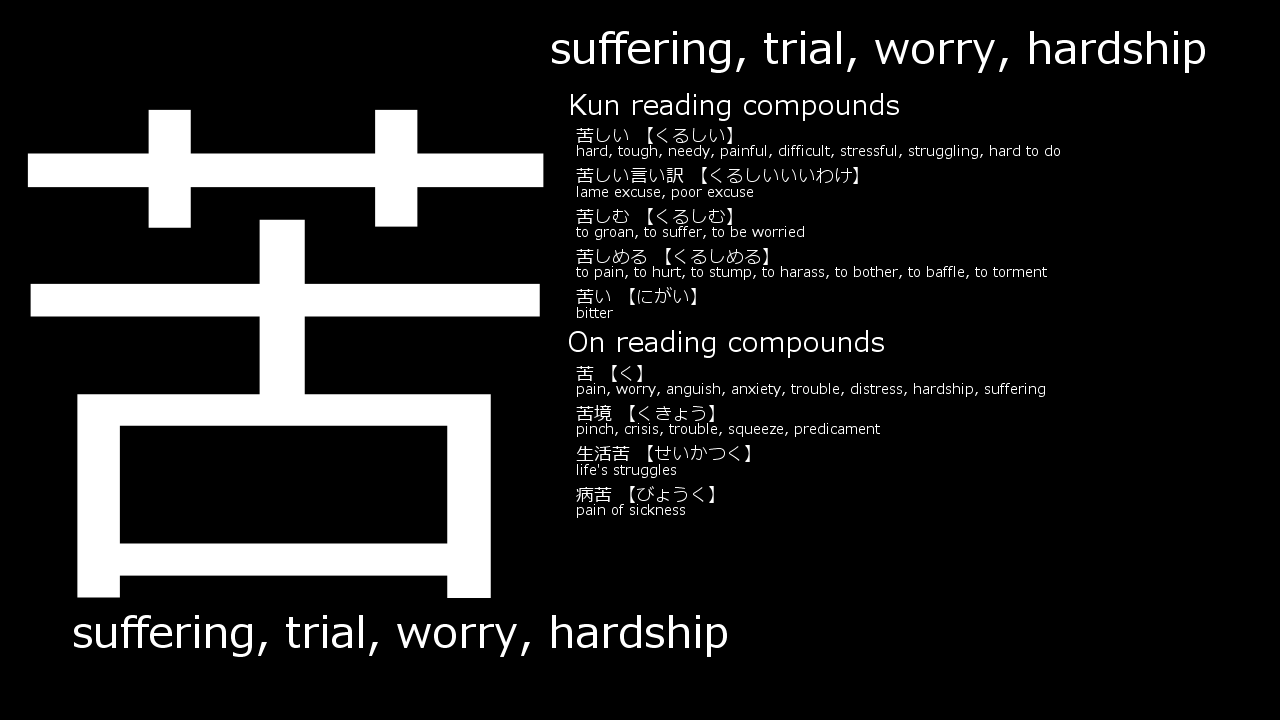 苦
suffering, trial, worry, hardship
suffering, trial, worry, hardship
Kun reading compounds
苦しい 【くるしい】
hard, tough, needy, painful, difficult, stressful, struggling, hard to do
苦しい言い訳 【くるしいいいわけ】
lame excuse, poor excuse
苦しむ 【くるしむ】
to groan, to suffer, to be worried
苦しめる 【くるしめる】
to pain, to hurt, to stump, to harass, to bother, to baffle, to torment
苦い 【にがい】
bitter
On reading compounds
苦 【く】
pain, worry, anguish, anxiety, trouble, distress, hardship, suffering
苦境 【くきょう】
pinch, crisis, trouble, squeeze, predicament
生活苦 【せいかつく】
life's struggles
病苦 【びょうく】
pain of sickness